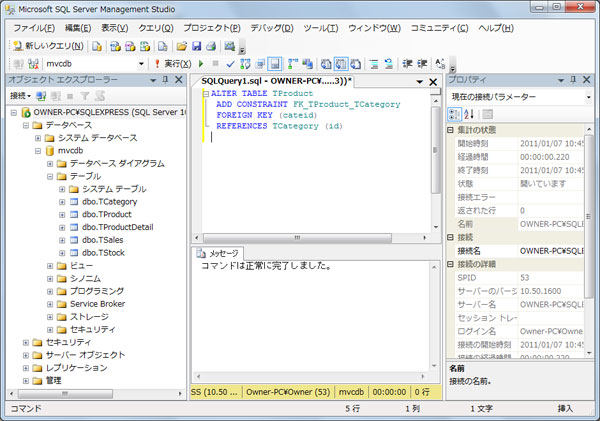 Microsoft SQL Server Management Studio
ファイル(F) 編集(E) 表示(V) クエリ(Q) プロジェクト(P) デバッグ(D) ツール(T) ウィンドウ(W) コミュニティ(C) ヘルプ(H)
新しいクエリ(N)
mvcdb 実行(X)
オブジェクト エクスプローラー
接続
OWNER-PC¥SQLEXPRESS (SQL Server 10
データベース
システム データベース
mvcdb
データベース ダイアグラム
テーブル
システム テーブル
dbo.TCategory
dbo.TProduct
dbo.TProductDetail
dbo.TSales
dbo.TStock
ビュー
シノニム
プログラミング
Service Broker
ストレージ
セキュリティ
セキュリティ
サーバー オブジェクト
レプリケーション
管理
SQLQuery1.sql - OWNER-PC¥.....3))*
ALTER TABLE TProduct
ADD CONSTRAINT FK_TProduct_TCategory
FOREIGN KEY (cateid)
REFERENCES TCategory (id)
メッセージ
コマンドは正常に完了しました。
SS (10.50 ... Owner-PC¥Owner (53) mvcdb 00:00:00 0 行
プロパティ
現在の接続パラメーター
集計の状態
開始時刻 2011/01/07 10:45
経過時間 00:00:00.220
終了時刻 2011/01/07 10:45
状態 開いています
接続エラー
返された行 0
名前 OWNER-PC¥SQLE
接続
接続名 OWNER-PC¥SQLE
接続の詳細
SPID 53
サーバーのバージ 10.50.1600
サーバー名 OWNER-PC¥SQLE
セッション トレー
ログイン名 Owner-PC¥Owne
接続の開始時刻 2011/01/07 10:45
接続の経過時間 00:00:00.220
名前
接続の名前。
コマンド 5 行 1 列 1 文字 挿入